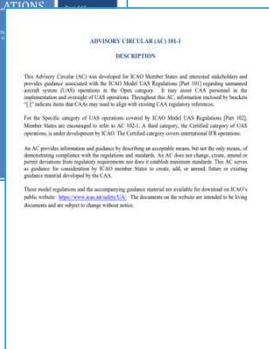 ATIONS
ADVISORY CIRCULAR (AC) 101-1
DESCRIPTION
This Advisory Circular (AC) was developed for ICAO Member States and interested stakeholders and
provides guidance associated with the ICAO Model UAS Regulations [Part 101] regarding unmanned
aircraft system (UAS) operations in the Open category. It may assist CAA personnel in the
implementation and oversight of UAS operations. Throughout this AC, information enclosed by brackets
"[ ]" indicate items that CAAs may need to align with existing CAA regulatory references.
For the Specific category of UAS operations covered by ICAO Model UAS Regulations [Part 102],
Member States are encouraged to refer to AC 102-1. A third category, the Certified category of UAS
operations, is under development by ICAO. The Certified category covers international IFR operations.
An AC provides information and guidance by describing an acceptable means, but not the only means, of
demonstrating compliance with the regulations and standards. An AC does not change, create, amend or
permit deviations from regulatory requirements nor does it establish minimum standards. This AC serves
as guidance for consideration by ICAO member States to create, add, or amend, future or existing
guidance material developed by the CAA.
These model regulations and the accompanying guidance material are available for download on ICAO's
public website: https://www.icao.int/safety/UA/. The documents on the website are intended to be living
documents and are subject to change without notice.